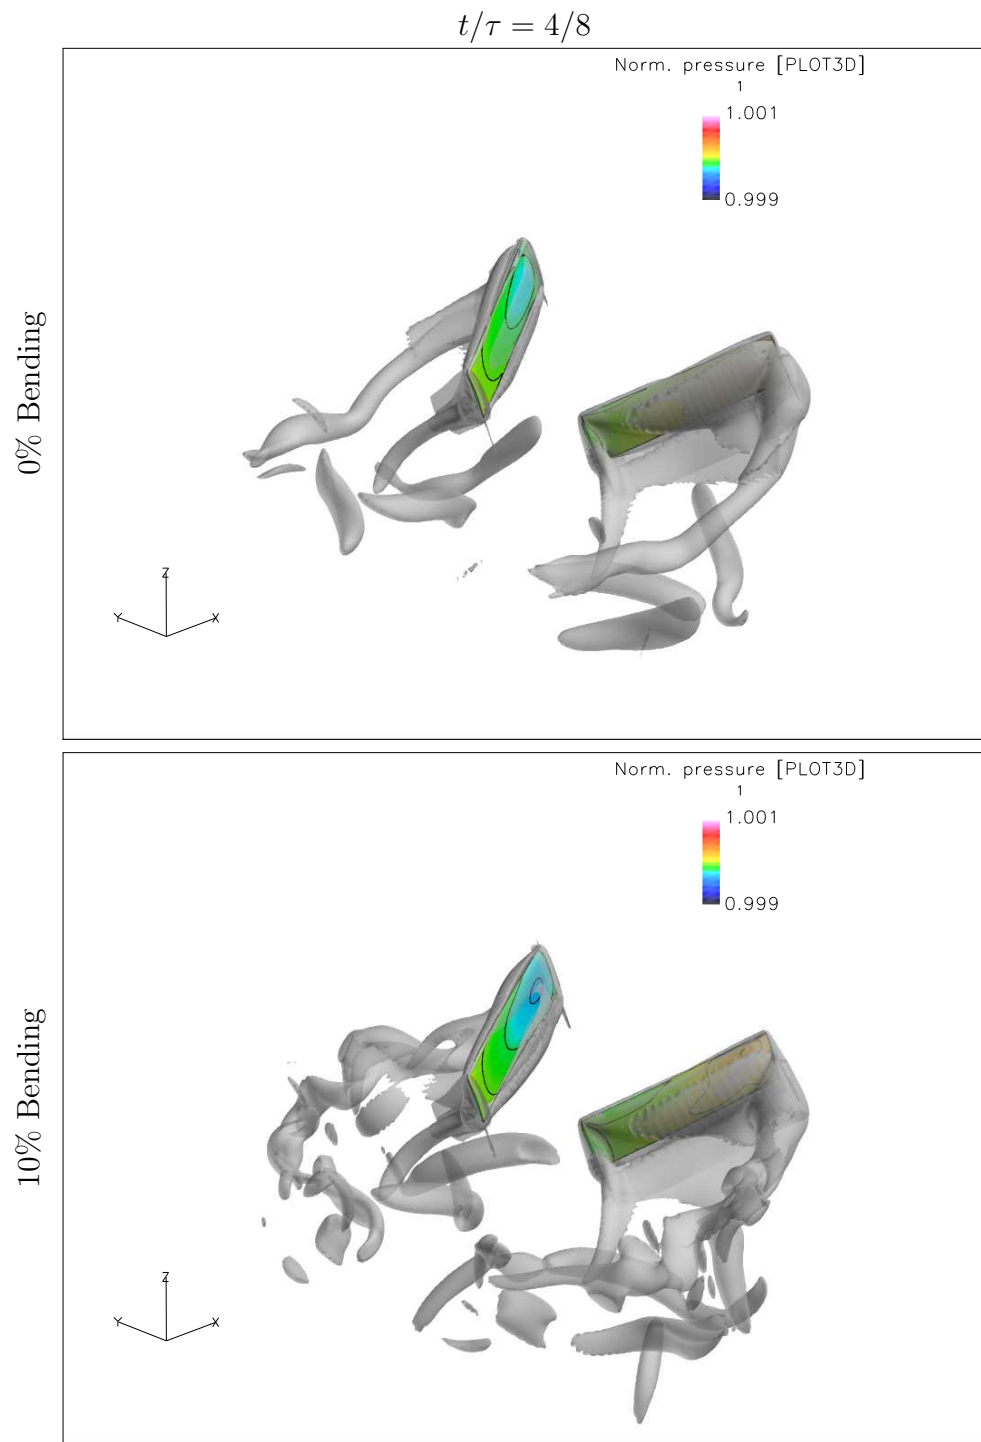 t/τ = 4/8
Norm. pressure [PLOT3D]
1
1.001
0.999
0% Bending
Z
Y
X
Norm. pressure [PLOT3D]
1
1.001
0.999
10% Bending
Z
Y
X